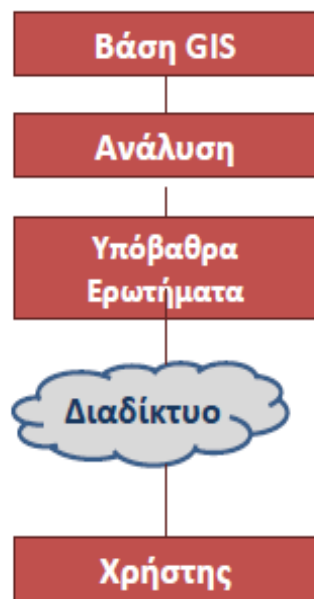 Βάση GIS
Ανάλυση
Υπόβαθρα
Ερωτήματα
Διαδίκτυο
Χρήστης